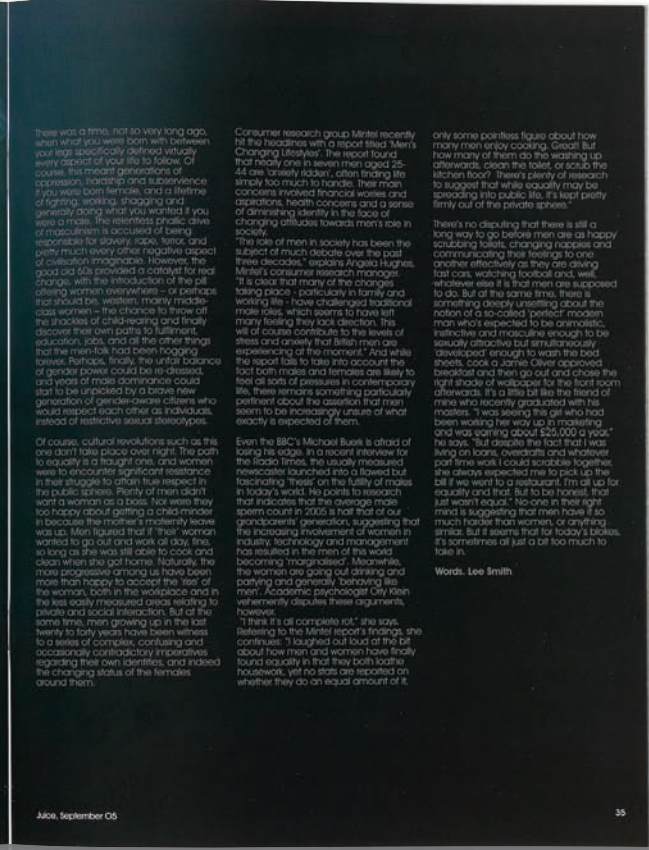 There was a time, not so very long ago,
when what you were born with between
your legs specifically defined virtually
every aspect of your life to follow. Of
course, this meant generations of
oppression, hardship and subservience
if you were born female, and a lifetime
of fighting, working, shagging and
generally doing what you wanted if you
were a male. The relentless phallic drive
of masculinism is accused of being
responsible for slavery, rape, terror, and
pretty much every other negative aspect
of civilisation imaginable. However, the
good old 60s provided a catalyst for real
change, with the introduction of the pill
offering women everywhere – or perhaps
that should be, western, mainly middle-
class women – the chance to throw off
the shackles of child-rearing and finally
discover their own paths to fulfilment,
education, jobs, and all the other things
that the men-folk had been hogging
forever. Perhaps, finally, the unfair balance
of gender power could be re-dressed,
and years of male dominance could
start to be unpicked by a brave new
generation of gender-aware citizens who
would respect each other as individuals,
instead of restrictive sexual stereotypes.
Of course, cultural revolutions such as this
one don't take place over night. The path
to equality is a fraught one, and women
were to encounter significant resistance
in their struggle to attain true respect in
the public sphere. Plenty of men didn't
want a woman as a boss. Nor were they
too happy about getting a child-minder
in because the mother's maternity leave
was up. Men figured that if 'their' woman
wanted to go out and work all day, fine,
so long as she was still able to cook and
clean when she got home. Naturally, the
more progressive among us have been
more than happy to accept the 'rise' of
the woman, both in the workplace and in
the less easily measured areas relating to
private and social interaction. But at the
same time, men growing up in the last
twenty to forty years have been witness
to a series of complex, confusing and
occasionally contradictory imperatives
regarding their own identities, and indeed
the changing status of the females
around them.
Consumer research group Mintel recently
hit the headlines with a report titled 'Men's
Changing Lifestyles'. The report found
that nearly one in seven men aged 25-
44 are 'anxiety ridden', often finding life
simply too much to handle. Their main
concerns involved financial worries and
aspirations, health concerns and a sense
of diminishing identity in the face of
changing attitudes towards men's role in
society.
"The role of men in society has been the
subject of much debate over the past
three decades," explains Angela Hughes,
Mintel's consumer research manager.
"It is clear that many of the changes
taking place - particularly in family and
working life - have challenged traditional
male roles, which seems to have left
many feeling they lack direction. This
will of course contribute to the levels of
stress and anxiety that British men are
experiencing at the moment." And while
the report fails to take into account the
fact both males and females are likely to
feel all sorts of pressures in contemporary
life, there remains something particularly
pertinent about the assertion that men
seem to be increasingly unsure of what
exactly is expected of them.
Even the BBC's Michael Buerk is afraid of
losing his edge. In a recent interview for
the Radio Times, the usually measured
newscaster launched into a flawed but
fascinating 'thesis' on the futility of males
in today's world. He points to research
that indicates that the average male
sperm count in 2005 is half that of our
grandparents' generation, suggesting that
the increasing involvement of women in
industry, technology and management
has resulted in the men of this world
becoming 'marginalised'. Meanwhile,
the women are going out drinking and
partying and generally 'behaving like
men'. Academic psychologist Orly Klein
vehemently disputes these arguments,
however.
"I think it's all complete rot," she says.
Referring to the Mintel report's findings, she
continues: "I laughed out loud at the bit
about how men and women have finally
found equality in that they both loathe
housework, yet no stats are reported on
whether they do an equal amount of it,
only some pointless figure about how
many men enjoy cooking. Great! But
how many of them do the washing up
afterwards, clean the toilet, or scrub the
kitchen floor? There's plenty of research
to suggest that while equality may be
spreading into public life, it's kept pretty
firmly out of the private sphere."
There's no disputing that there is still a
long way to go before men are as happy
scrubbing toilets, changing nappies and
communicating their feelings to one
another effectively as they are driving
fast cars, watching football and, well,
whatever else it is that men are supposed
to do. But at the same time, there is
something deeply unsettling about the
notion of a so-called 'perfect' modern
man who's expected to be animalistic,
instinctive and masculine enough to be
sexually attractive but simultaneously
'developed' enough to wash the bed
sheets, cook a Jamie Oliver approved
breakfast and then go out and chose the
right shade of wallpaper for the front room
afterwards. It's a little bit like the friend of
mine who recently graduated with his
masters. "I was seeing this girl who had
been working her way up in marketing
and was earning about £25,000 a year,"
he says. "But despite the fact that I was
living on loans, overdrafts and whatever
part time work I could scrabble together,
she always expected me to pick up the
bill if we went to a restaurant. I'm all up for
equality and that. But to be honest, that
just wasn't equal." No-one in their right
mind is suggesting that men have it so
much harder than women, or anything
similar. But it seems that for today's blokes,
it's sometimes all just a bit too much to
take in.
Words. Lee Smith
Juice, September 05
35